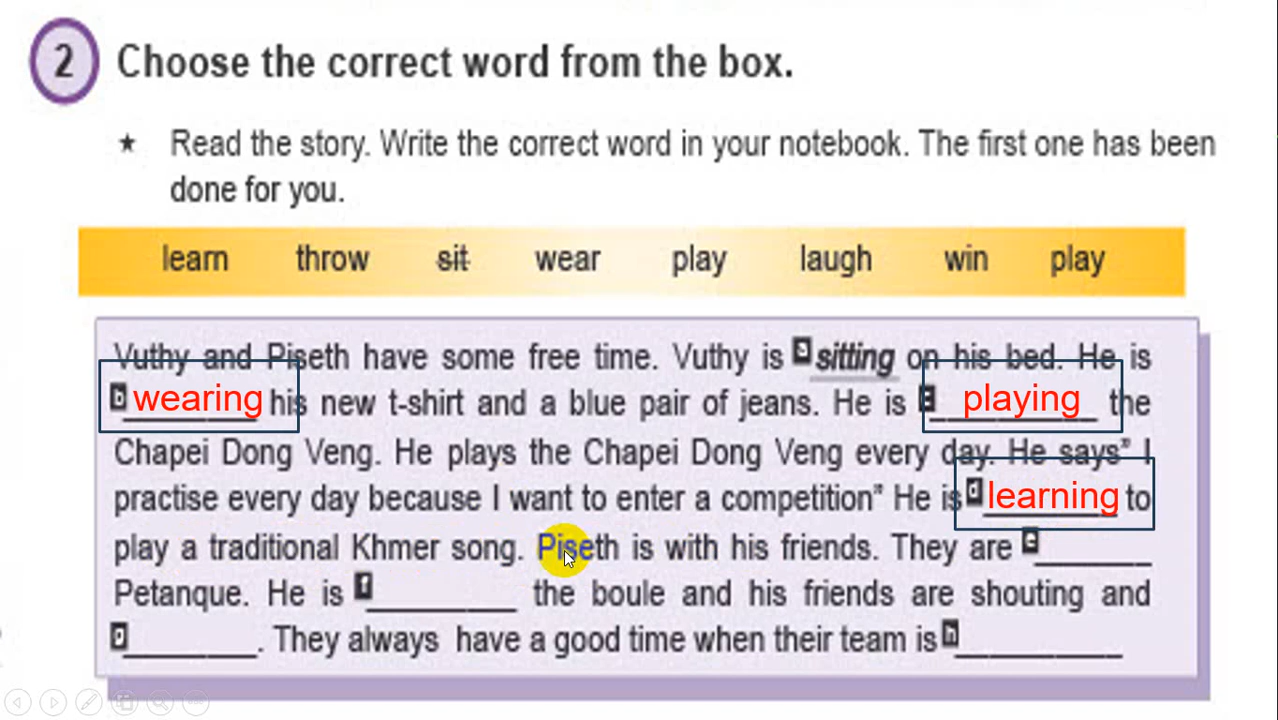 2 Choose the correct word from the box.
★ Read the story. Write the correct word in your notebook. The first one has been
done for you.
learn throw sit wear play laugh win play
Vuthy and Piseth have some free time. Vuthy is a sitting on his bed. He is
b wearing his new t-shirt and a blue pair of jeans. He is c playing the
Chapei Dong Veng. He plays the Chapei Dong Veng every day. He says" I
practise every day because I want to enter a competition" He is d learning to
play a traditional Khmer song. Piseth is with his friends. They are e ________
Petanque. He is f __________ the boule and his friends are shouting and
g _________. They always have a good time when their team is h ___________